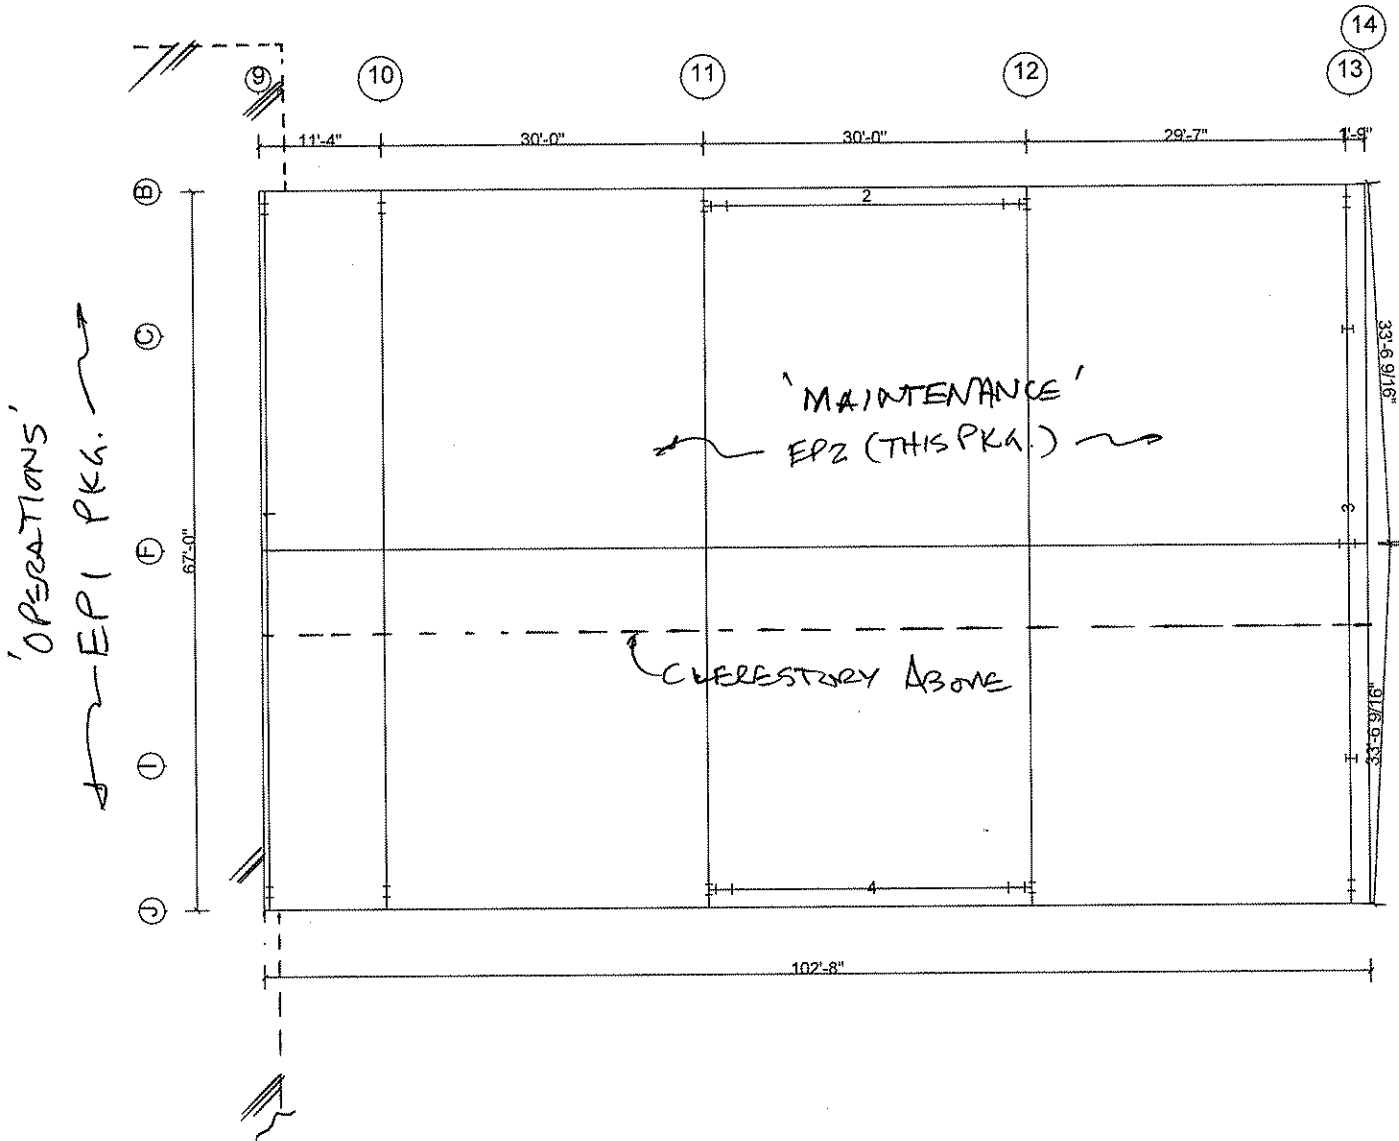 14
9
10
11
12
13
11'-4"
30'-0"
30'-0"
29'-7"
1'-9"
B
2
C
33'-6 9/16"
'MAINTENANCE'
EP2 (THIS PKG.)
'OPERATIONS'
EP1 PKG.
3
F
67'-0"
CLERESTORY ABOVE
33'-6 9/16"
I
4
J
102'-8"